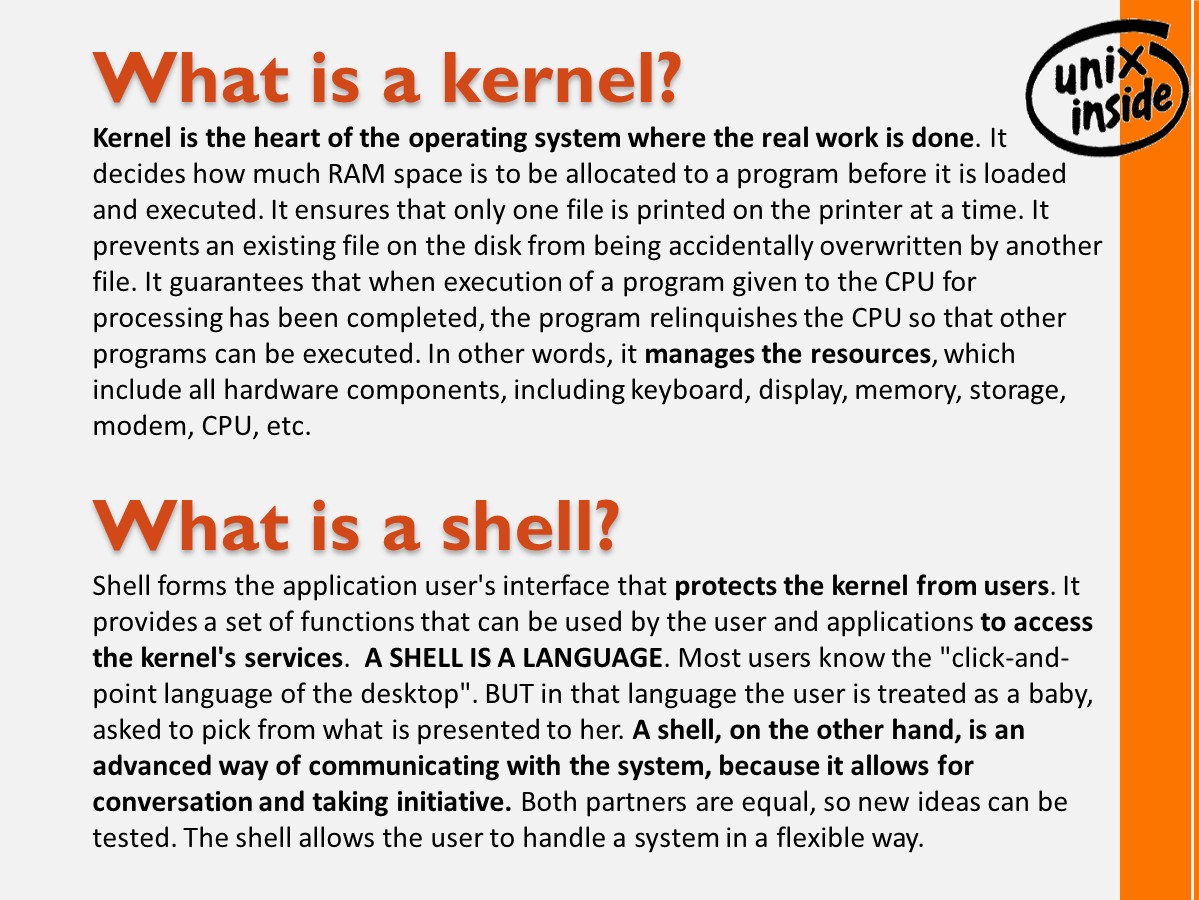 What is a kernel?
unix
inside
Kernel is the heart of the operating system where the real work is done. It
decides how much RAM space is to be allocated to a program before it is loaded
and executed. It ensures that only one file is printed on the printer at a time. It
prevents an existing file on the disk from being accidentally overwritten by another
file. It guarantees that when execution of a program given to the CPU for
processing has been completed, the program relinquishes the CPU so that other
programs can be executed. In other words, it manages the resources, which
include all hardware components, including keyboard, display, memory, storage,
modem, CPU, etc.
What is a shell?
Shell forms the application user's interface that protects the kernel from users. It
provides a set of functions that can be used by the user and applications to access
the kernel's services.  A SHELL IS A LANGUAGE. Most users know the "click-and-
point language of the desktop". BUT in that language the user is treated as a baby,
asked to pick from what is presented to her. A shell, on the other hand, is an
advanced way of communicating with the system, because it allows for
conversation and taking initiative. Both partners are equal, so new ideas can be
tested. The shell allows the user to handle a system in a flexible way.